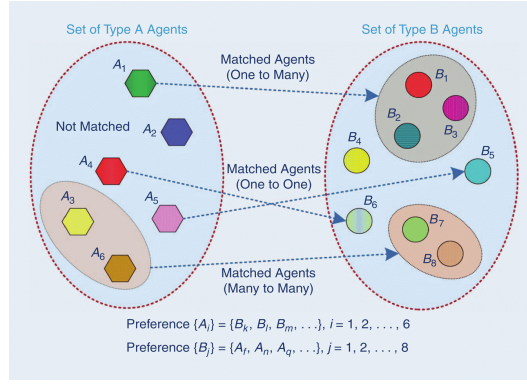 Set of Type A Agents
Set of Type B Agents
Matched Agents
(One to Many)
A1
B1
B3
B2
Not Matched
A2
B4
A4
Matched Agents
(One to One)
B5
A3
A5
B6
B7
A6
B8
Matched Agents
(Many to Many)
Preference {Ai} = {Bk, Bl, Bm, . . .}, i = 1, 2, . . . , 6
Preference {Bj} = {Af, An, Aq, . . .}, j = 1, 2, . . . , 8